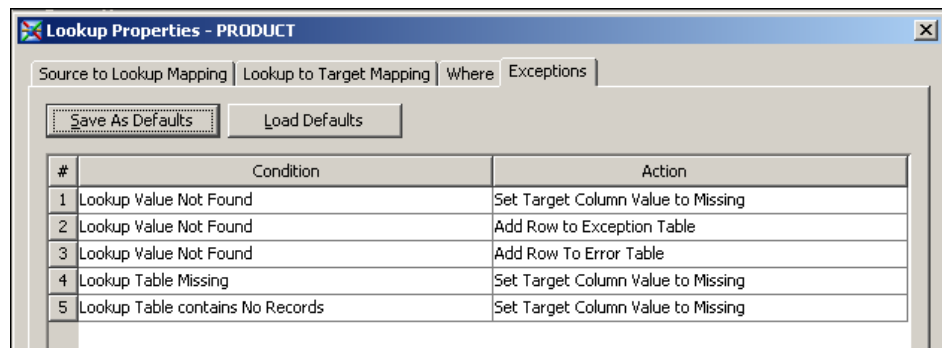 Lookup Properties - PRODUCT
Source to Lookup Mapping Lookup to Target Mapping Where Exceptions
Save As Defaults Load Defaults
# Condition Action
1 Lookup Value Not Found Set Target Column Value to Missing
2 Lookup Value Not Found Add Row to Exception Table
3 Lookup Value Not Found Add Row To Error Table
4 Lookup Table Missing Set Target Column Value to Missing
5 Lookup Table contains No Records Set Target Column Value to Missing